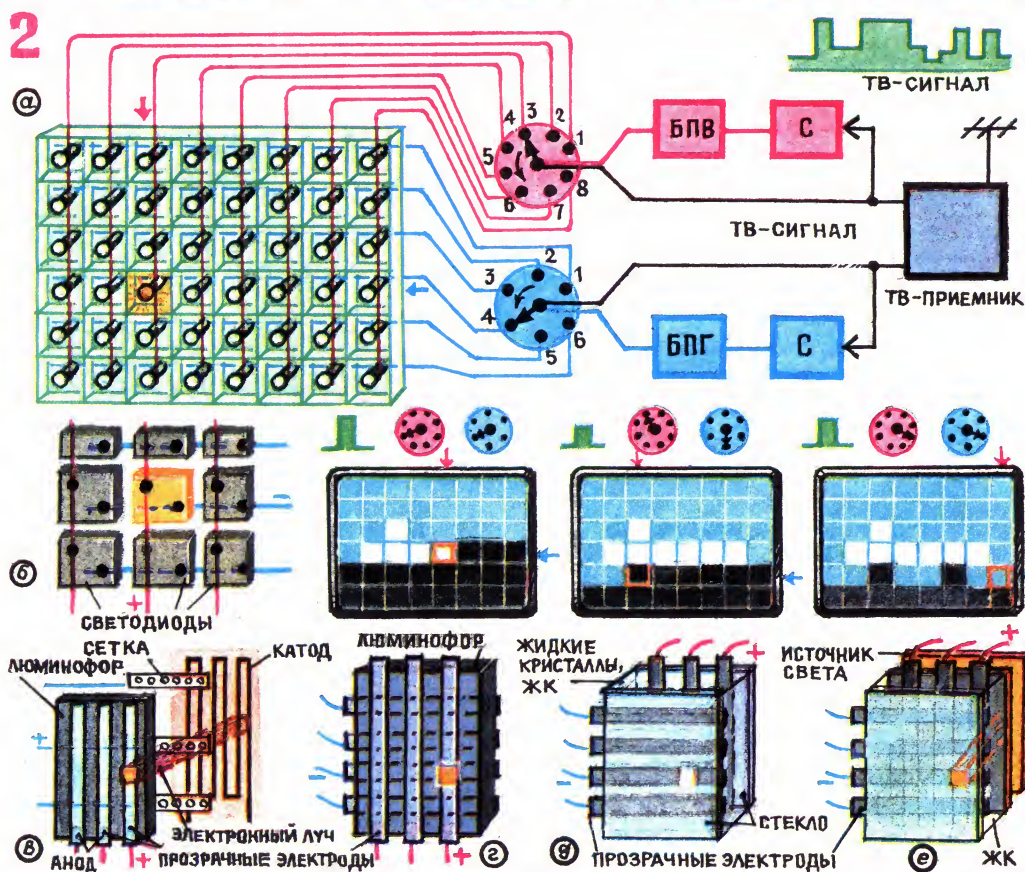 2
а
ТВ-СИГНАЛ
4 3 2 1
5 8
6 7
БПВ
С
ТВ-СИГНАЛ
2 1
3
4 6
5
БПГ
С
ТВ-ПРИЕМНИК
б
+
СВЕТОДИОДЫ
СЕТКА
ЛЮМИНОФОР
КАТОД
ЛЮМИНОФОР
ЖИДКИЕ
КРИСТАЛЛЫ,
ЖК
+
ИСТОЧНИК
СВЕТА
+
СТЕКЛО
в
АНОД
+
ЭЛЕКТРОННЫЙ ЛУЧ
ПРОЗРАЧНЫЕ ЭЛЕКТРОДЫ
+
г
д
ПРОЗРАЧНЫЕ ЭЛЕКТРОДЫ
е
ЖК